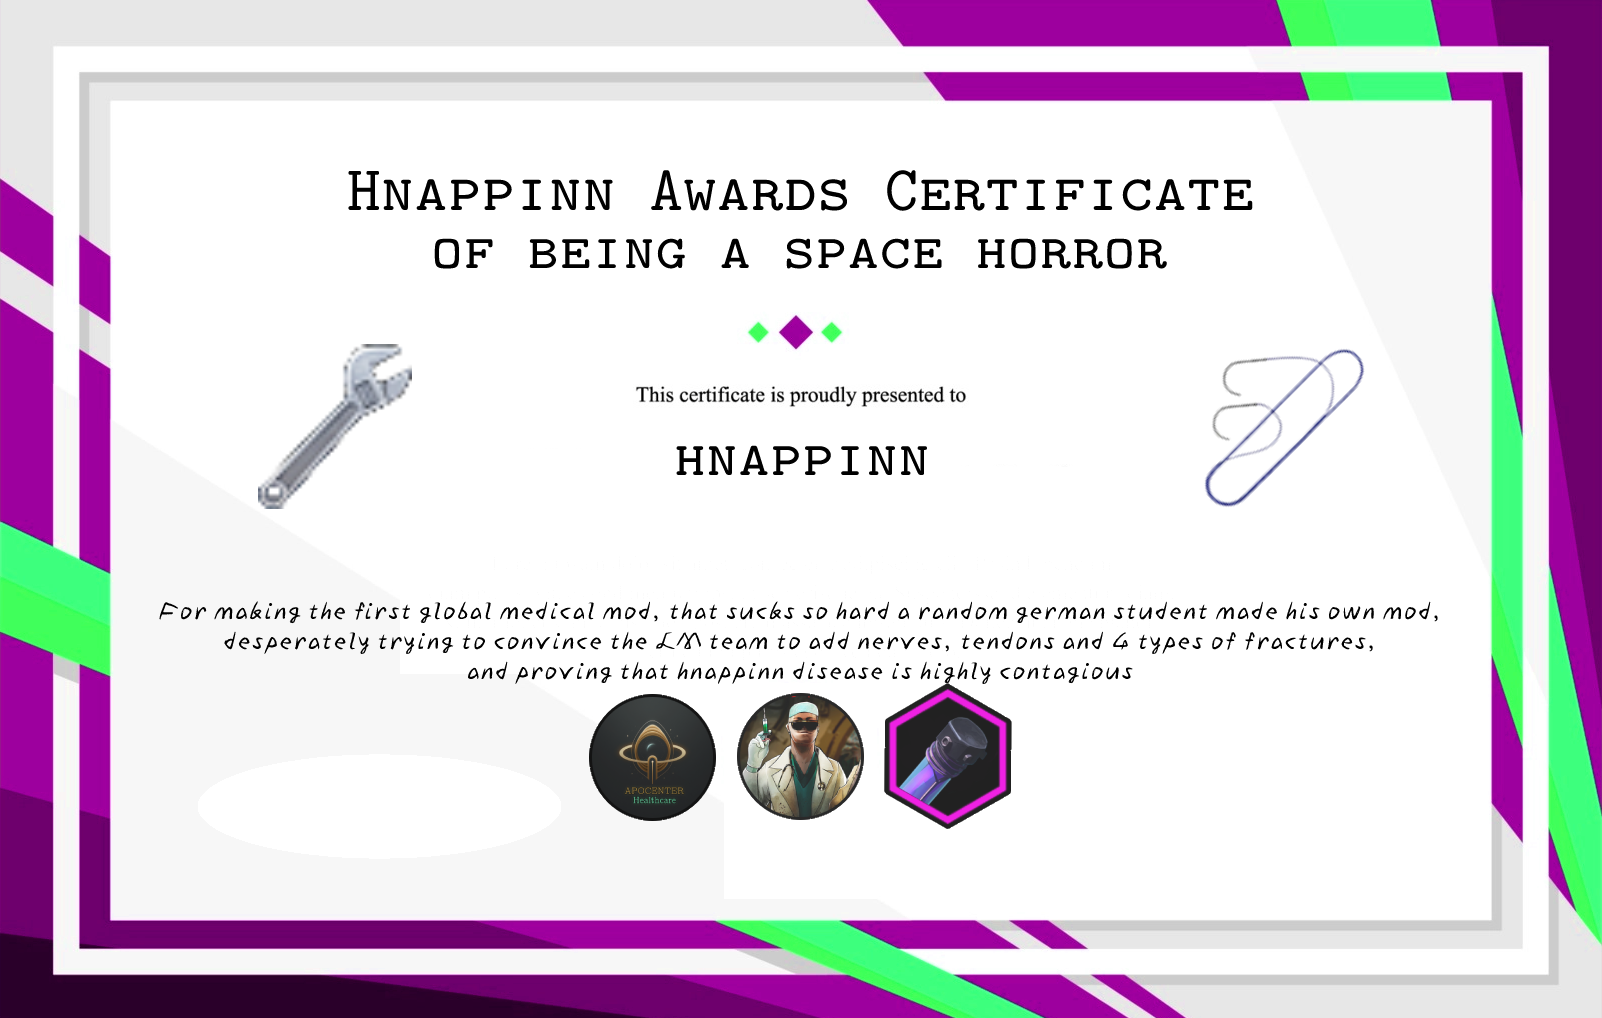 Hnappinn Awards Certificate
of being a space horror
This certificate is proudly presented to
HNAPPINN
For making the first global medical mod, that sucks so hard a random german student made his own mod,
desperately trying to convince the LM team to add nerves, tendons and 4 types of fractures,
and proving that hnappinn disease is highly contagious
APOCENTER
Healthcare